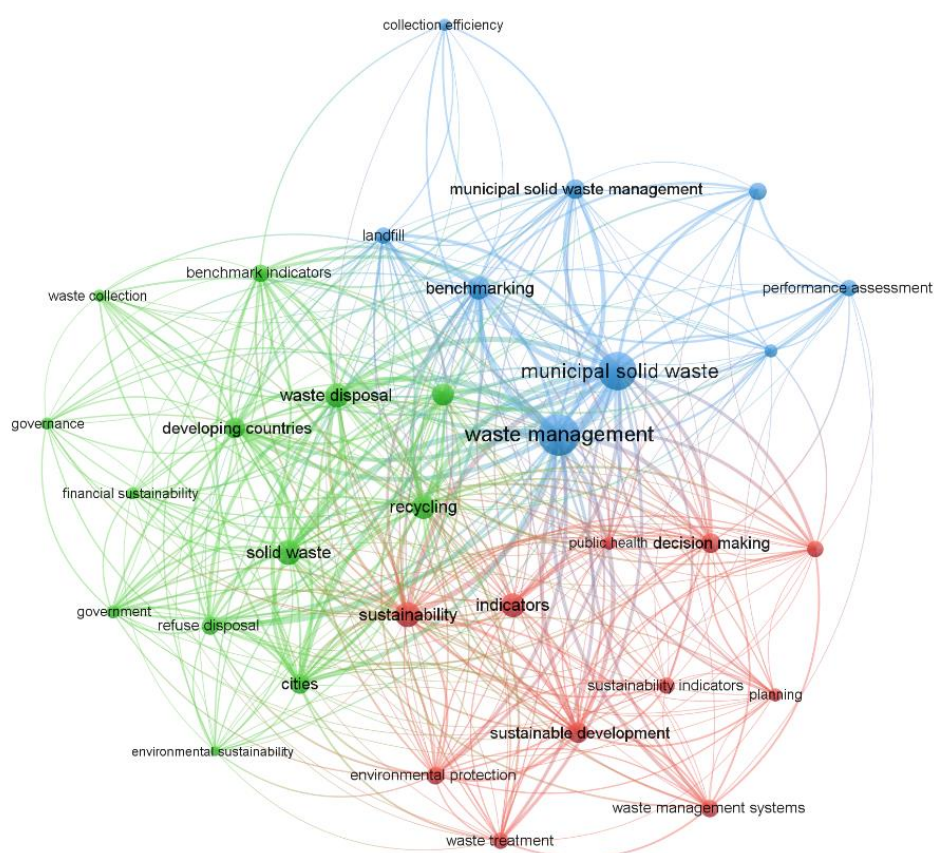 collection efficiency
municipal solid waste management
landfill
benchmark indicators
benchmarking
performance assessment
waste collection
municipal solid waste
waste disposal
governance
developing countries
waste management
financial sustainability
recycling
solid waste
public health
decision making
indicators
government
sustainability
refuse disposal
cities
sustainability indicators
planning
sustainable development
environmental sustainability
environmental protection
waste management systems
waste treatment